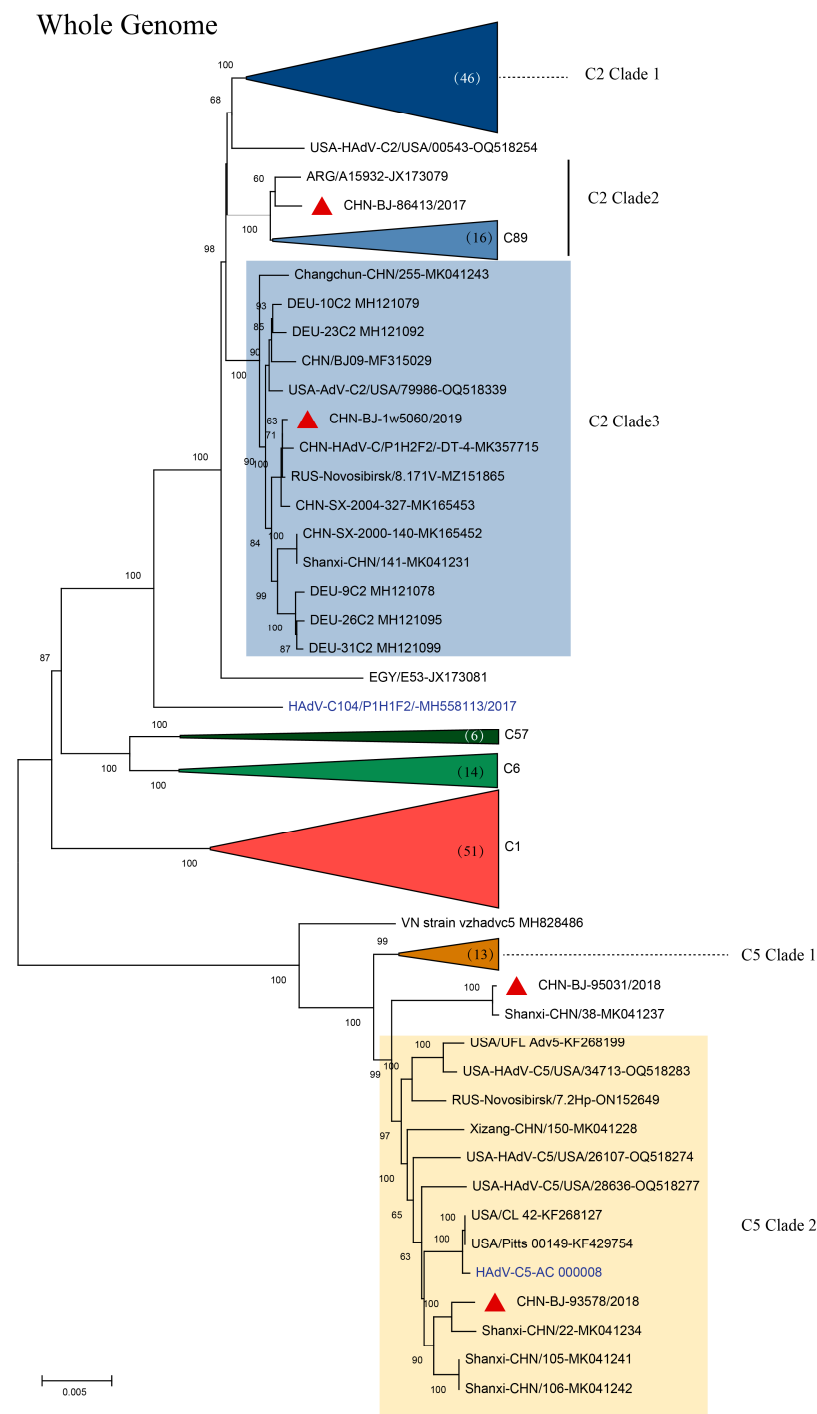 Whole Genome
100
(46)
C2 Clade 1
68
USA-HAdV-C2/USA/00543-OQ518254
60
ARG/A15932-JX173079
CHN-BJ-86413/2017
C2 Clade2
100
(16)
C89
98
Changchun-CHN/255-MK041243
93
DEU-10C2 MH121079
85
DEU-23C2 MH121092
90
CHN/BJ09-MF315029
100
USA-AdV-C2/USA/79986-OQ518339
63
CHN-BJ-1w5060/2019
C2 Clade3
71
CHN-HAdV-C/P1H2F2/-DT-4-MK357715
100
90
100
RUS-Novosibirsk/8.171V-MZ151865
CHN-SX-2004-327-MK165453
100
CHN-SX-2000-140-MK165452
84
Shanxi-CHN/141-MK041231
100
DEU-9C2 MH121078
99
DEU-26C2 MH121095
100
87
DEU-31C2 MH121099
87
EGY/E53-JX173081
HAdV-C104/P1H1F2/-MH558113/2017
100
(6)
C57
100
(14)
C6
100
(51)
C1
100
VN strain vzhadvc5 MH828486
99
(13)
C5 Clade 1
100
100
CHN-BJ-95031/2018
Shanxi-CHN/38-MK041237
100
100
USA/UFL Adv5-KF268199
100
99
USA-HAdV-C5/USA/34713-OQ518283
RUS-Novosibirsk/7.2Hp-ON152649
97
Xizang-CHN/150-MK041228
USA-HAdV-C5/USA/26107-OQ518274
100
USA-HAdV-C5/USA/28636-OQ518277
65
100
USA/CL 42-KF268127
C5 Clade 2
100
USA/Pitts 00149-KF429754
63
HAdV-C5-AC 000008
100
CHN-BJ-93578/2018
Shanxi-CHN/22-MK041234
90
Shanxi-CHN/105-MK041241
100
Shanxi-CHN/106-MK041242
0.005